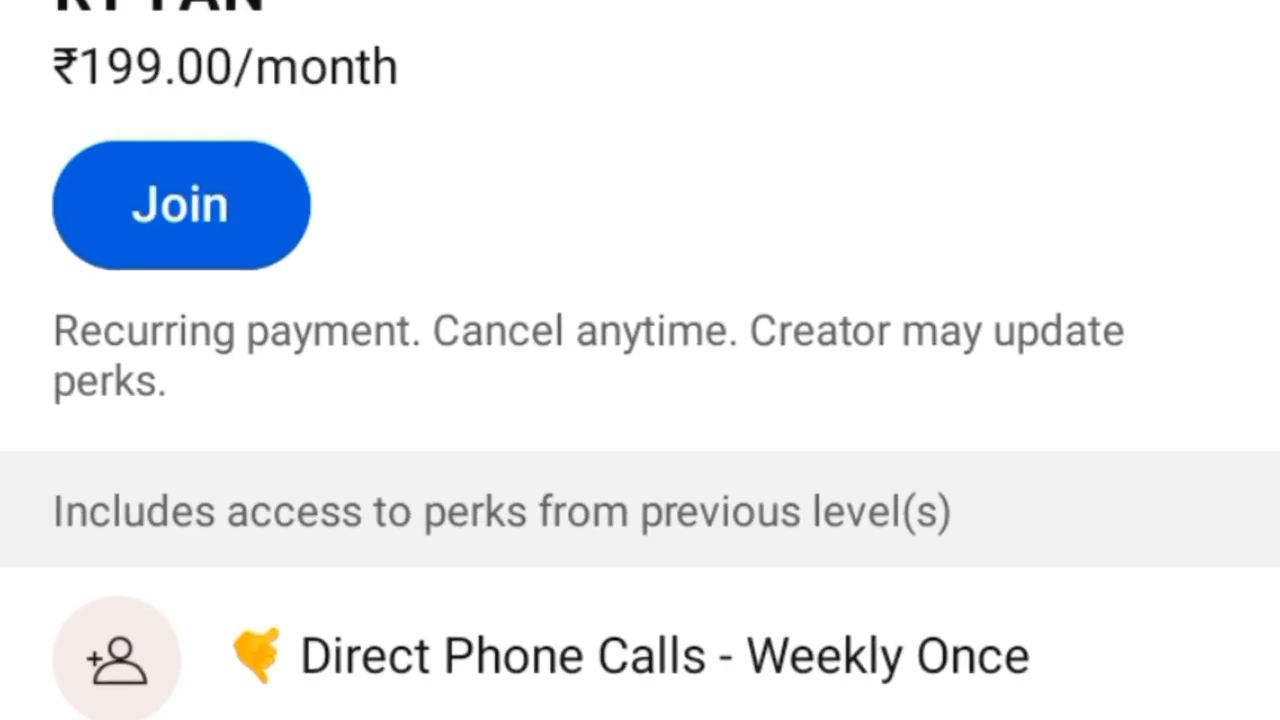 ₹199.00/month
Join
Recurring payment. Cancel anytime. Creator may update
perks.
Includes access to perks from previous level(s)
🤙 Direct Phone Calls - Weekly Once